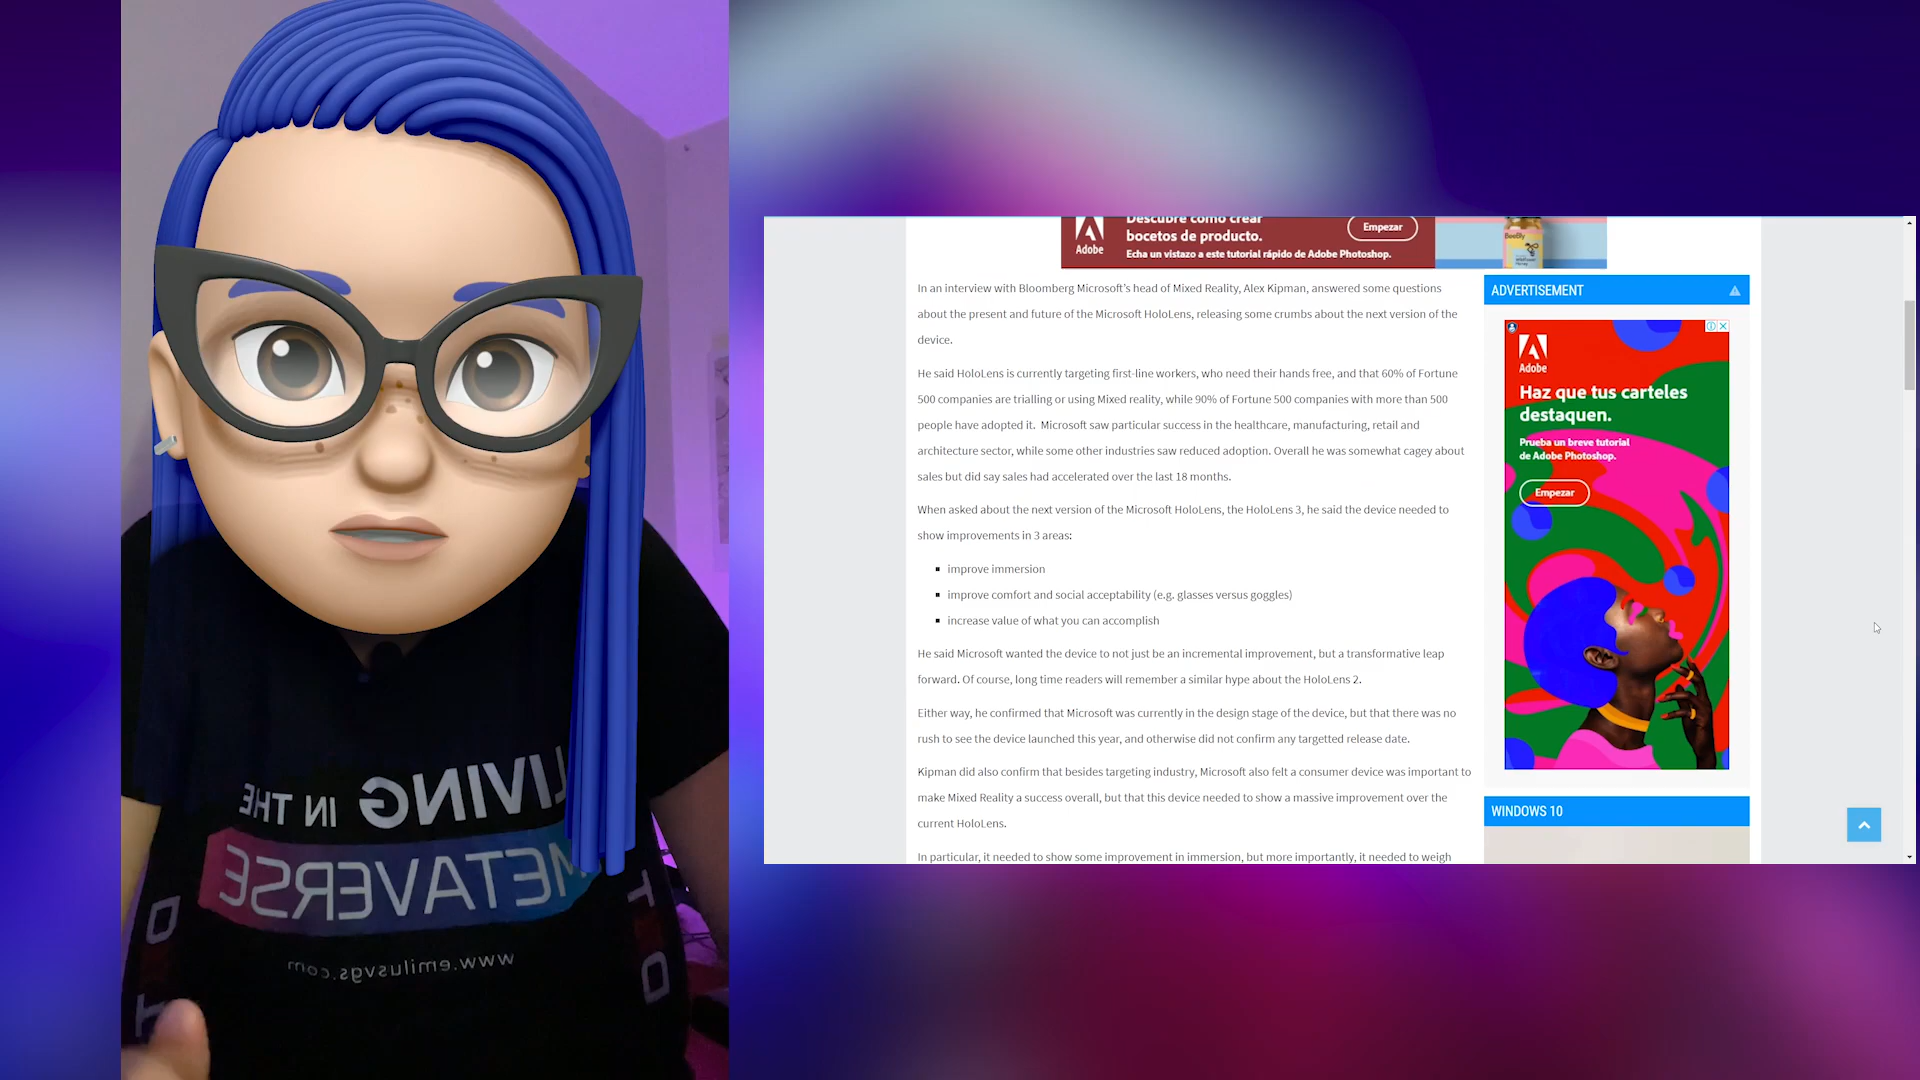 LIVING IN THE
METAVERSE
www.emilusvgs.com
Descubre cómo crear
bocetos de producto.
Echa un vistazo a este tutorial rápido de Adobe Photoshop.
Adobe
Empezar
In an interview with Bloomberg Microsoft's head of Mixed Reality, Alex Kipman, answered some questions
about the present and future of the Microsoft HoloLens, releasing some crumbs about the next version of the
device.
He said HoloLens is currently targeting first-line workers, who need their hands free, and that 60% of Fortune
500 companies are trialling or using Mixed reality, while 90% of Fortune 500 companies with more than 500
people have adopted it. Microsoft saw particular success in the healthcare, manufacturing, retail and
architecture sector, while some other industries saw reduced adoption. Overall he was somewhat cagey about
sales but did say sales had accelerated over the last 18 months.
When asked about the next version of the Microsoft HoloLens, the HoloLens 3, he said the device needed to
show improvements in 3 areas:
improve immersion
improve comfort and social acceptability (e.g. glasses versus goggles)
increase value of what you can accomplish
He said Microsoft wanted the device to not just be an incremental improvement, but a transformative leap
forward. Of course, long time readers will remember a similar hype about the HoloLens 2.
Either way, he confirmed that Microsoft was currently in the design stage of the device, but that there was no
rush to see the device launched this year, and otherwise did not confirm any targetted release date.
Kipman did also confirm that besides targeting industry, Microsoft also felt a consumer device was important to
make Mixed Reality a success overall, but that this device needed to show a massive improvement over the
current HoloLens.
In particular, it needed to show some improvement in immersion, but more importantly, it needed to weigh
ADVERTISEMENT
Adobe
Haz que tus carteles
destaquen.
Prueba un breve tutorial
de Adobe Photoshop.
Empezar
WINDOWS 10